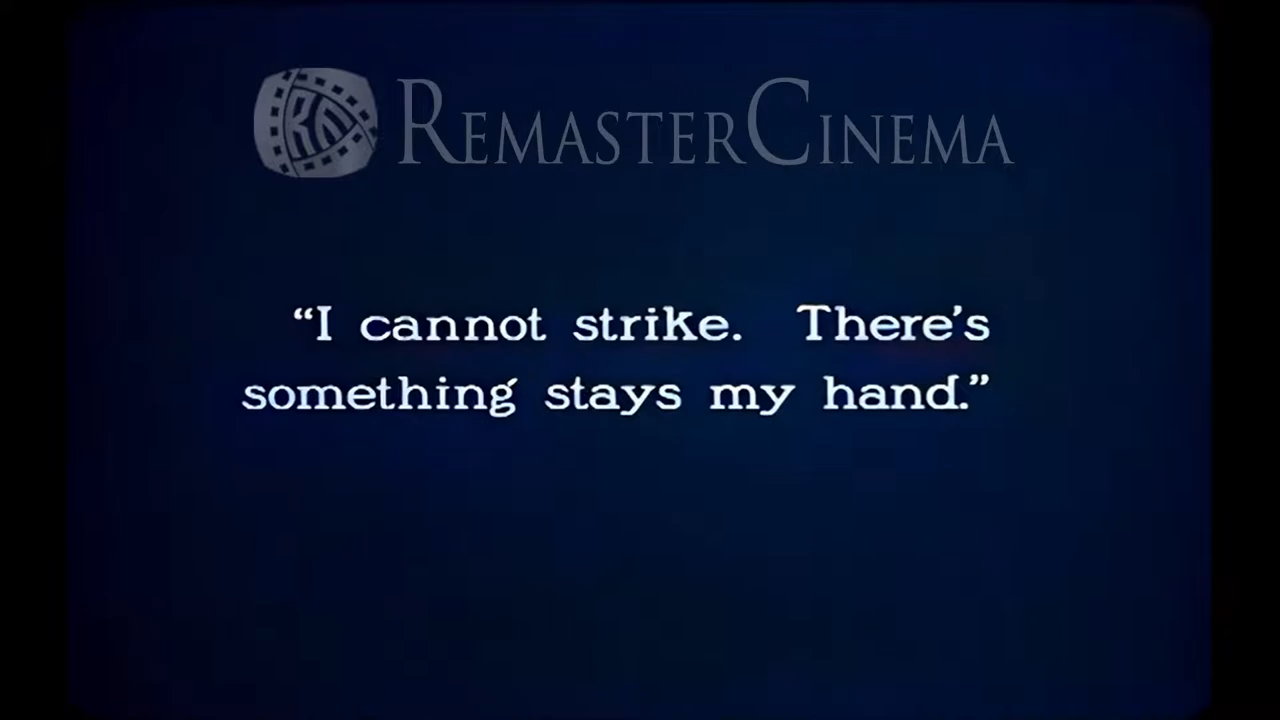 REMASTERCINEMA
“I cannot strike.  There’s
something stays my hand.”